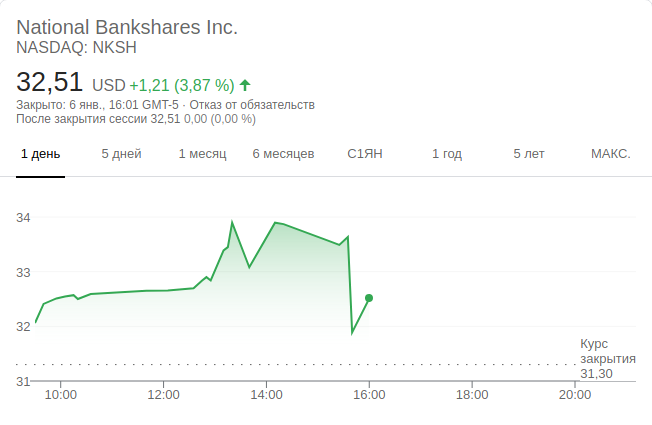 National Bankshares Inc.
NASDAQ: NKSH
32,51 USD +1,21 (3,87 %)
Закрыто: 6 янв., 16:01 GMT-5 · Отказ от обязательств
После закрытия сессии 32,51 0,00 (0,00 %)
1 день 5 дней 1 месяц 6 месяцев С1ЯН 1 год 5 лет МАКС.
34
33
32
Курс
закрытия
31,30
31
10:00 12:00 14:00 16:00 18:00 20:00